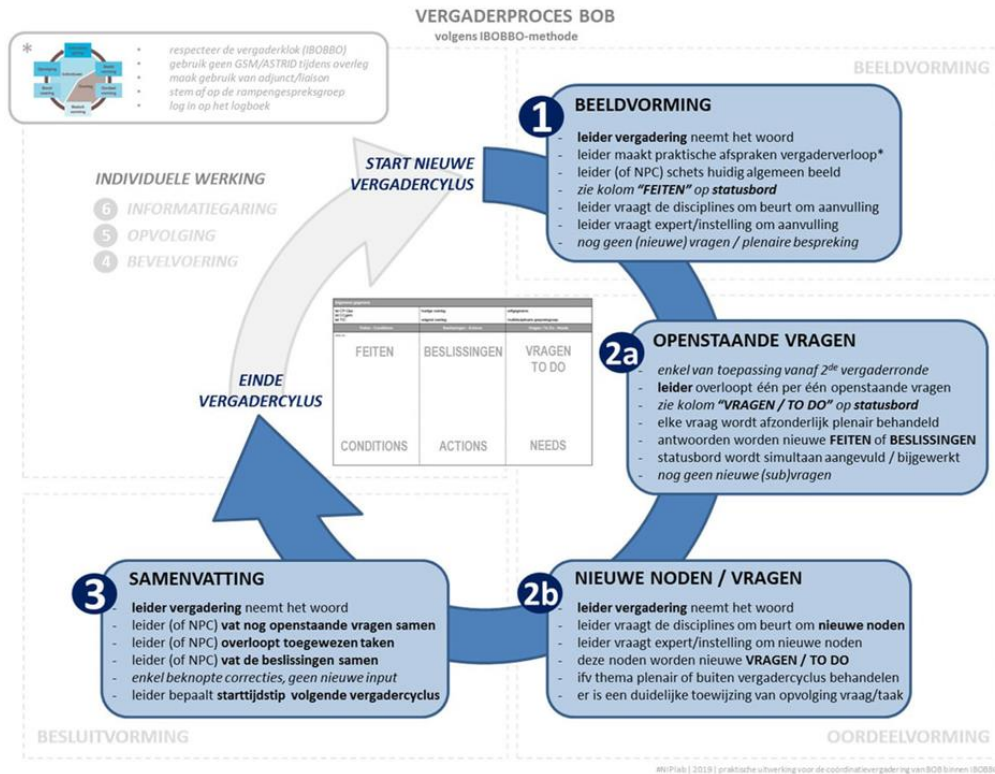 VERGADERPROCES BOB
volgens IBOBBO-methode
*
- respecteer de vergaderklok (IBOBBO)
- gebruik geen GSM/ASTRID tijdens overleg
- maak gebruik van adjunct/liaison
- stem af op de rampengespreksgroep
- log in op het logboek
BEELDVORMING
1 BEELDVORMING
- leider vergadering neemt het woord
- leider maakt praktische afspraken vergaderverloop*
- leider (of NPC) schetst huidig algemeen beeld
- zie kolom "FEITEN" op statusbord
- leider vraagt de disciplines om beurt om aanvulling
- leider vraagt expert/instelling om aanvulling
- nog geen (nieuwe) vragen / plenaire bespreking
START NIEUWE
VERGADERCYLUS
INDIVIDUELE WERKING
6 INFORMATIEGARING
5 OPVOLGING
4 BEVELVOERING
FEITEN
BESLISSINGEN
VRAGEN
TO DO
CONDITIONS
ACTIONS
NEEDS
2a OPENSTAANDE VRAGEN
- enkel van toepassing vanaf 2de vergaderronde
- leider overloopt één per één openstaande vragen
- zie kolom "VRAGEN / TO DO" op statusbord
- elke vraag wordt afzonderlijk plenair behandeld
- antwoorden worden nieuwe FEITEN of BESLISSINGEN
- statusbord wordt simultaan aangevuld / bijgewerkt
- nog geen nieuwe (sub)vragen
EINDE
VERGADERCYLUS
2b NIEUWE NODEN / VRAGEN
- leider vergadering neemt het woord
- leider vraagt de disciplines om beurt om nieuwe noden
- leider vraagt expert/instelling om nieuwe noden
- deze noden worden nieuwe VRAGEN / TO DO
- ifv thema plenair of buiten vergadercyclus behandelen
- er is een duidelijke toewijzing van opvolging vraag/taak
3 SAMENVATTING
- leider vergadering neemt het woord
- leider (of NPC) vat nog openstaande vragen samen
- leider (of NPC) overloopt toegewezen taken
- leider (of NPC) vat de beslissingen samen
- enkel beknopte correcties, geen nieuwe input
- leider bepaalt starttijdstip volgende vergadercyclus
BESLUITVORMING
OORDEELVORMING
#NIPlab | 2019 | praktische uitwerking voor de coördinatievergadering van BOB binnen IBOBBO